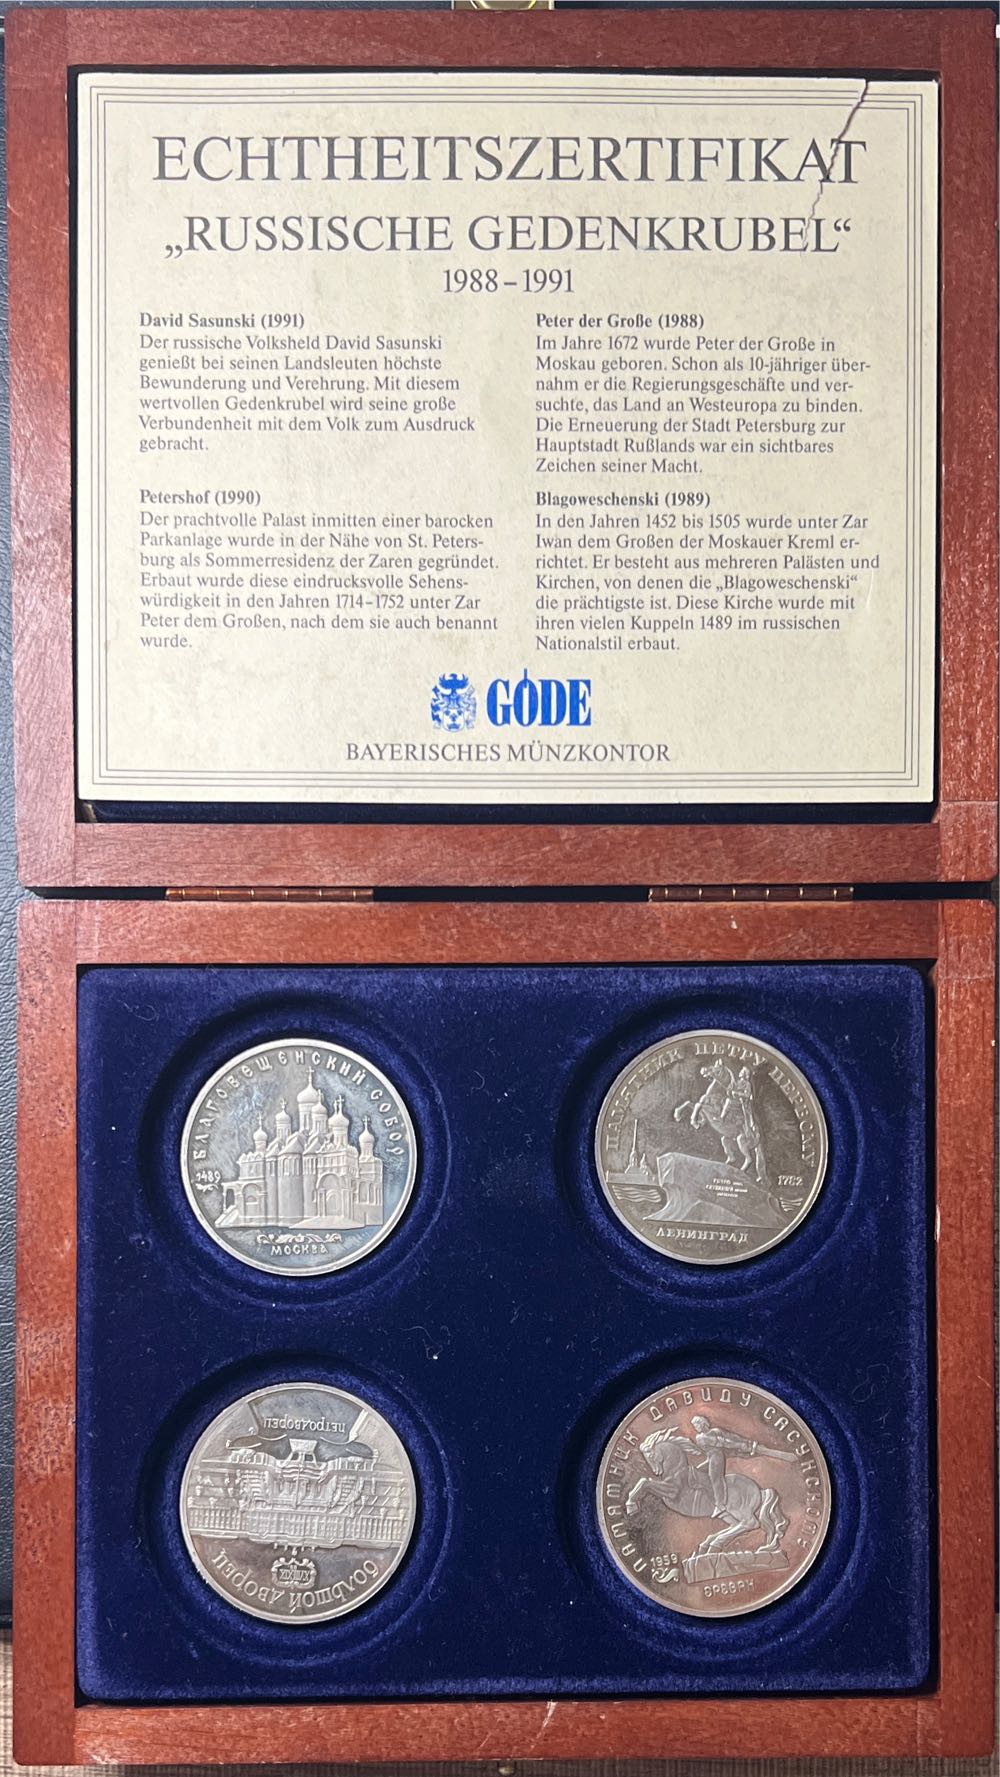 ECHTHEITSZERTIFIKAT
„RUSSISCHE GEDENKRUBEL“
1988–1991
David Sasunski (1991)
Der russische Volksheld David Sasunski
genießt bei seinen Landsleuten höchste
Bewunderung und Verehrung. Mit diesem
wertvollen Gedenkrubel wird seine große
Verbundenheit mit dem Volk zum Ausdruck
gebracht.
Petershof (1990)
Der prachtvolle Palast inmitten einer barocken
Parkanlage wurde in der Nähe von St. Peters-
burg als Sommerresidenz der Zaren gegründet.
Erbaut wurde diese eindrucksvolle Sehens-
würdigkeit in den Jahren 1714–1752 unter Zar
Peter dem Großen, nach dem sie auch benannt
wurde.
Peter der Große (1988)
Im Jahre 1672 wurde Peter der Große in
Moskau geboren. Schon als 10-jähriger über-
nahm er die Regierungsgeschäfte und ver-
suchte, das Land an Westeuropa zu binden.
Die Erneuerung der Stadt Petersburg zur
Hauptstadt Rußlands war ein sichtbares
Zeichen seiner Macht.
Blagoweschenski (1989)
In den Jahren 1452 bis 1505 wurde unter Zar
Iwan dem Großen der Moskauer Kreml er-
richtet. Er besteht aus mehreren Palästen und
Kirchen, von denen die „Blagoweschenski“
die prächtigste ist. Diese Kirche wurde mit
ihren vielen Kuppeln 1489 im russischen
Nationalstil erbaut.
GÖDE
BAYERISCHES MÜNZKONTOR
БЛАГОВЕЩЕНСКИЙ СОБОР
1489
МОСКВА
ПАМЯТНИК ПЕТРУ ПЕРВОМУ
1782
ЛЕНИНГРАД
БОЛЬШОЙ ДВОРЕЦ
ПЕТРОДВОРЕЦ
ПАМЯТНИК ДАВИДУ САСУНСКОМУ
1959
ЕРЕВАН